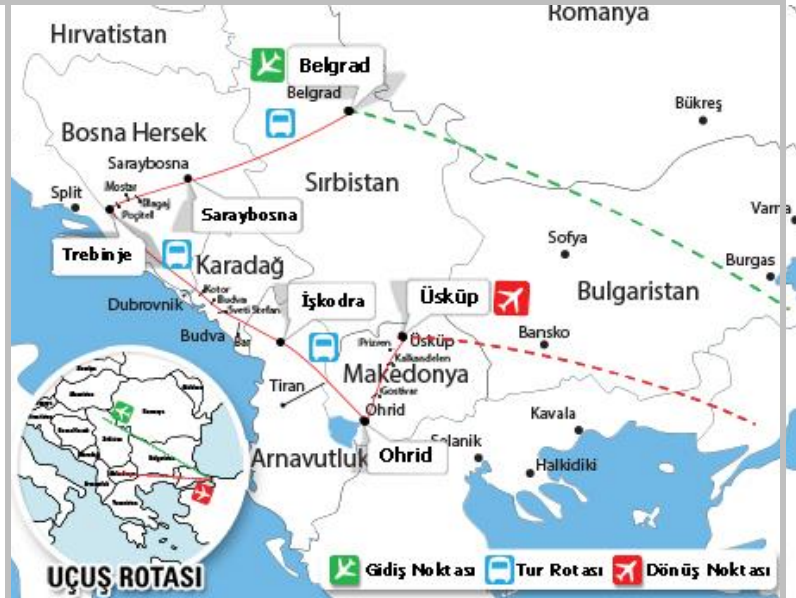 Hırvatistan
Romanya
Belgrad
Belgrad
Bükreş
Bosna Hersek
Saraybosna
Sırbistan
Split
Mostar
Blagaj
Poçitel
Saraybosna
Varna
Trebinje
Sofya
Karadağ
Burgas
Kotor
Budva
Sveti Stefan
Dubrovnik
İşkodra
Üsküp
Bulgaristan
Budva
Bar
Prizren
Üsküp
Bansko
Kalkandelen
Makedonya
Tiran
Gostivar
Ohrid
Kavala
Arnavutluk
Ohrid
Selanik
Halkidiki
UÇUŞ ROTASI
Gidiş Noktası
Tur Rotası
Dönüş Noktası